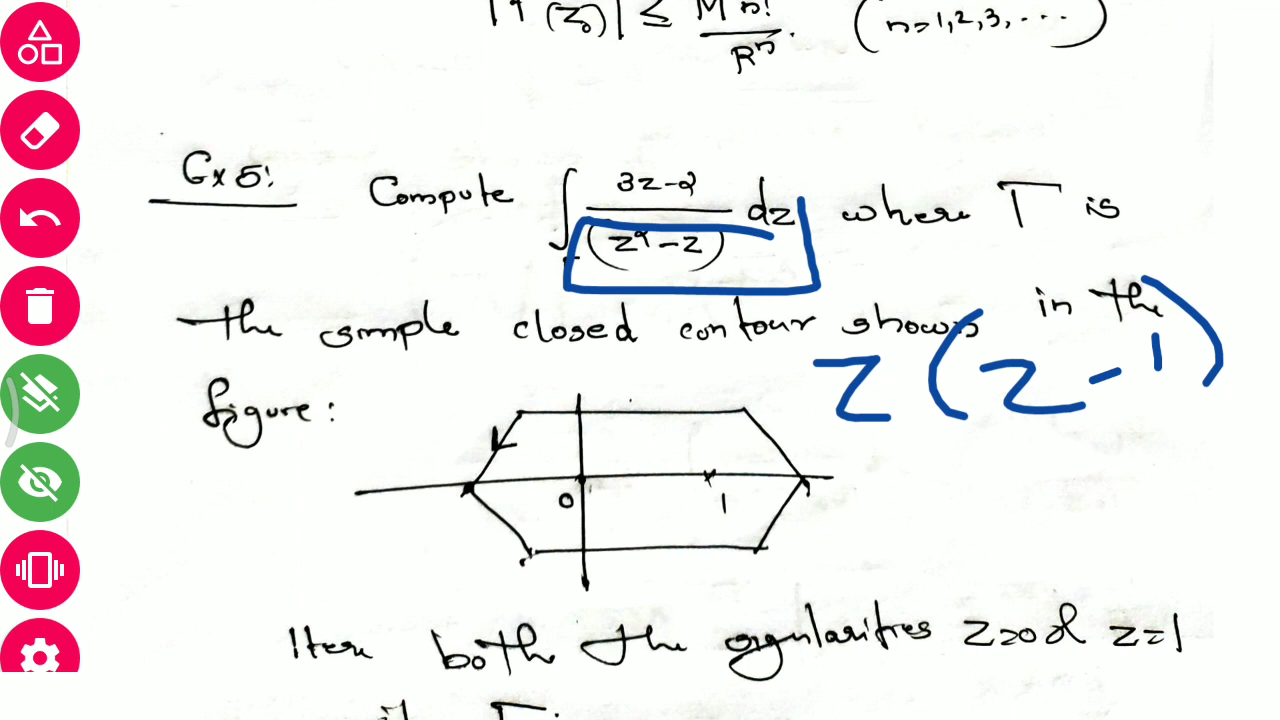 |f (z₀)| ≤ M n! / Rⁿ. (n=1,2,3,...)
Ex 5: Compute ∫ 3z-2 / (z²-z) dz where Γ is
the simple closed contour shown in the
z(z-1)
figure:
0 1
Here both the singularities z=0 & z=1
Γ.